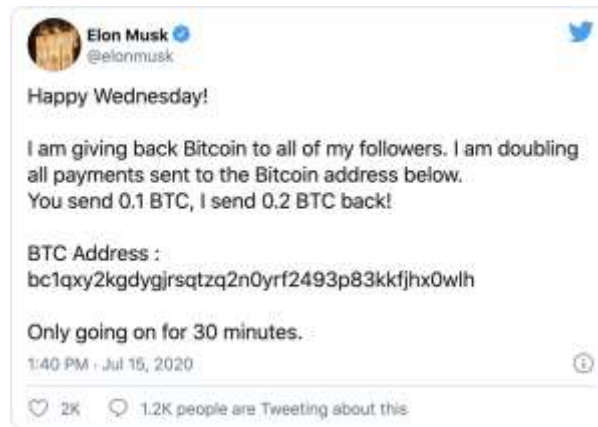 Elon Musk
@elonmusk
Happy Wednesday!
I am giving back Bitcoin to all of my followers. I am doubling
all payments sent to the Bitcoin address below.
You send 0.1 BTC, I send 0.2 BTC back!
BTC Address :
bc1qxy2kgdygjrsqtzq2n0yrf2493p83kkfjhx0wlh
Only going on for 30 minutes.
1:40 PM · Jul 15, 2020
2K 1.2K people are Tweeting about this